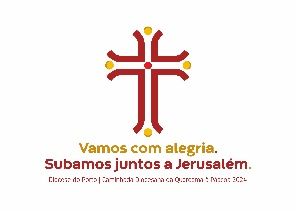 Vamos com alegria.
Subamos juntos a Jerusalém.
Diocese do Porto | Caminhada Diocesana da Quaresma à Páscoa 2024